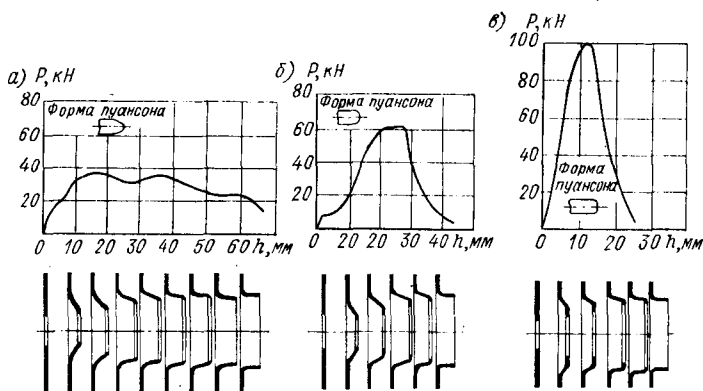 а) P, кН
80
60
40
20
0
Форма пуансона
10 20 30 40 50 60 h, мм
б) P, кН
80
60
40
20
0
Форма пуансона
10 20 30 40 h, мм
в) P, кН
100
80
60
40
20
0
Форма
пуансона
10 20 30 h, мм